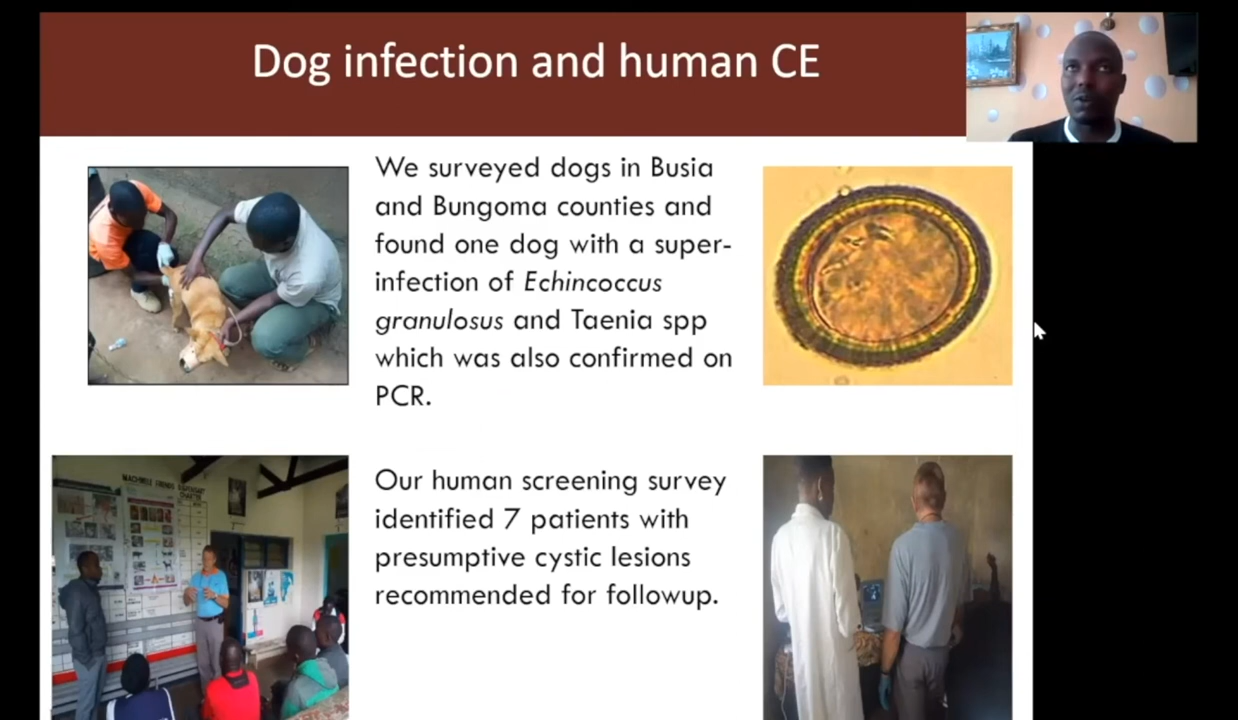 Dog infection and human CE
We surveyed dogs in Busia
and Bungoma counties and
found one dog with a super-
infection of Echincoccus
granulosus and Taenia spp
which was also confirmed on
PCR.
Our human screening survey
identified 7 patients with
presumptive cystic lesions
recommended for followup.